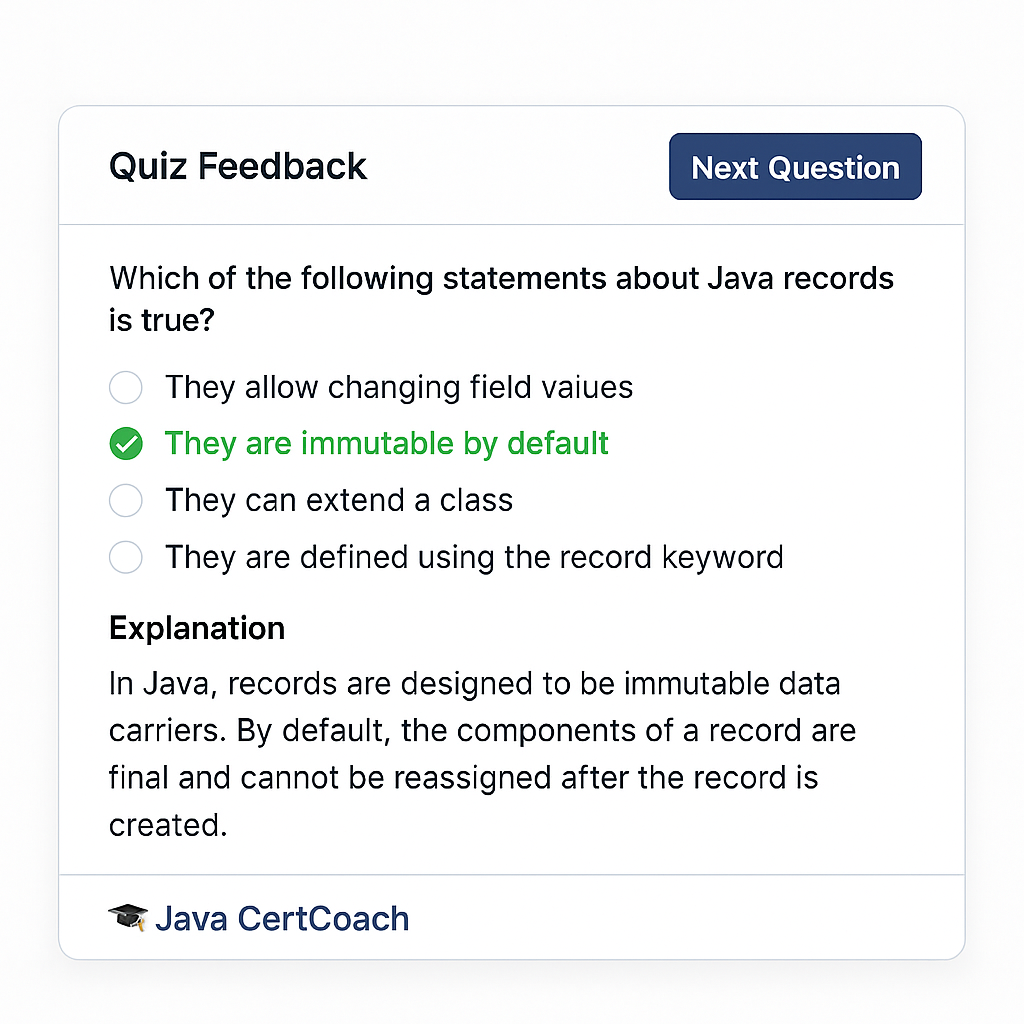 Quiz Feedback
Next Question
Which of the following statements about Java records
is true?
They allow changing field vaiues
They are immutable by default
They can extend a class
They are defined using the record keyword
Explanation
In Java, records are designed to be immutable data
carriers. By default, the components of a record are
final and cannot be reassigned after the record is
created.
Java CertCoach